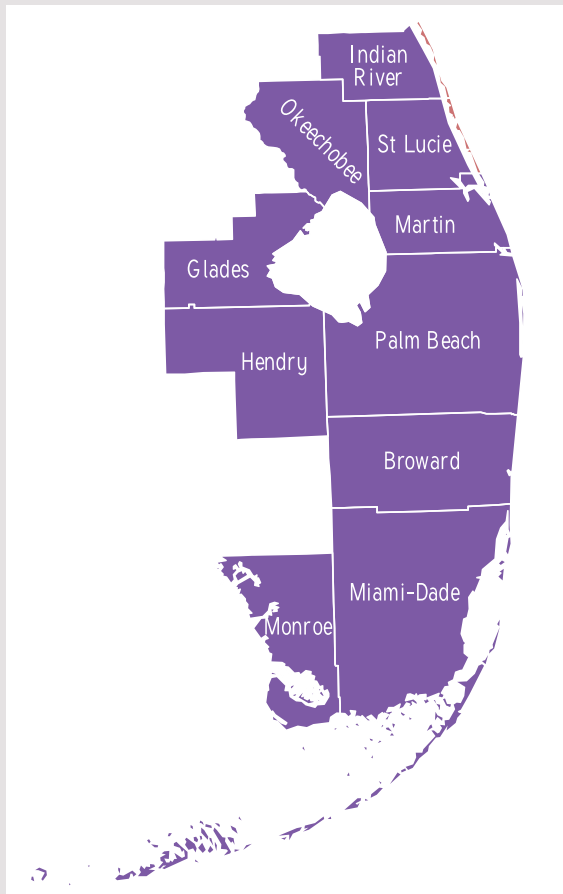 Indian
River
Okeechobee
St Lucie
Martin
Glades
Palm Beach
Hendry
Broward
Miami-Dade
Monroe